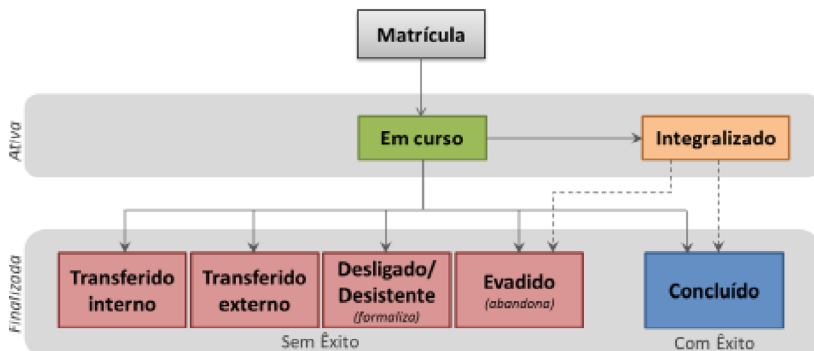 Matrícula
Ativa
Em curso
Integralizado
Finalizada
Transferido
interno
Transferido
externo
Desligado/
Desistente
(formaliza)
Evadido
(abandona)
Concluído
Sem Êxito
Com Êxito